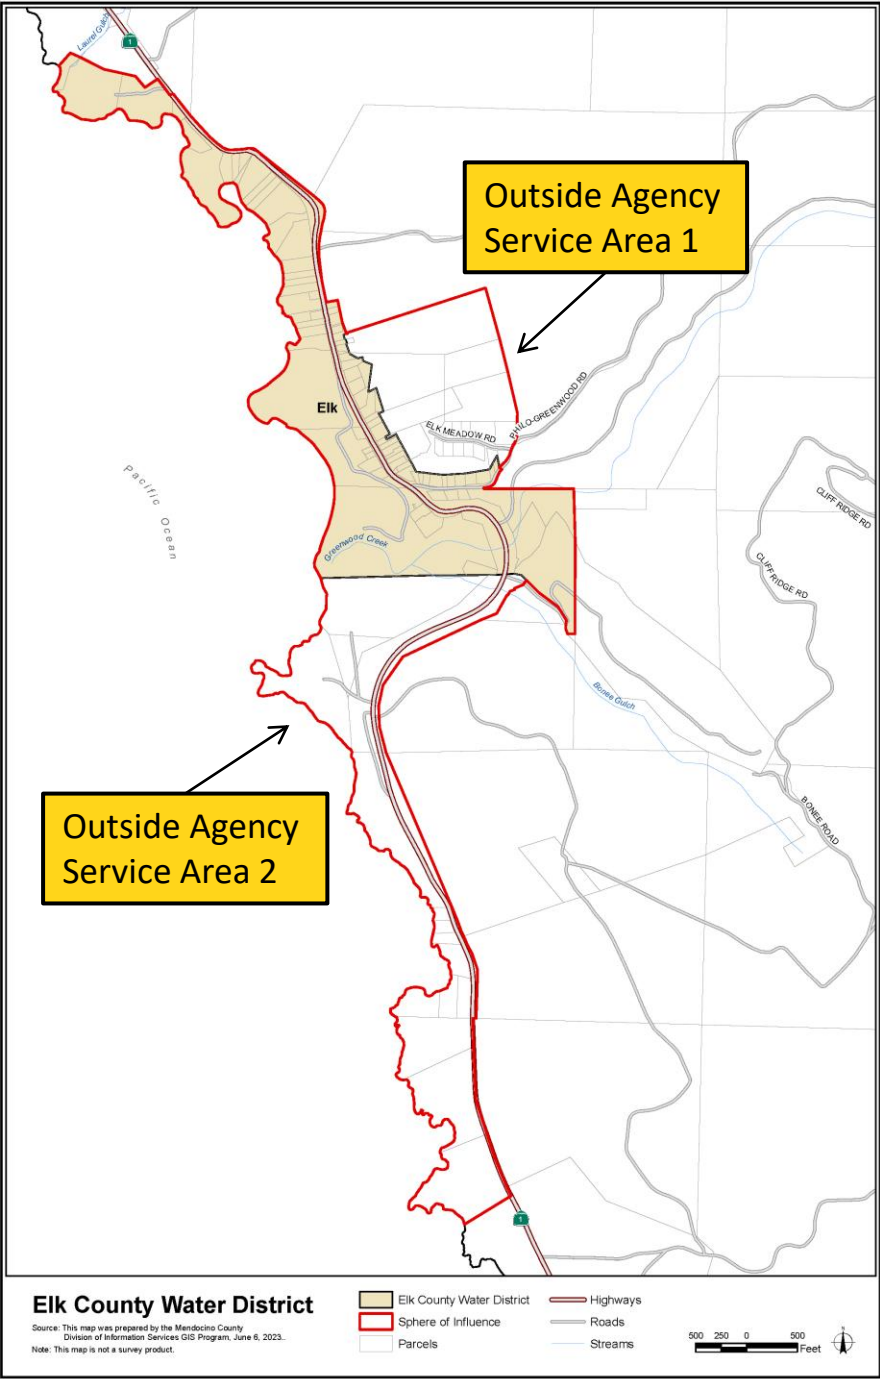 Laurel Gulch
1
Outside Agency
Service Area 1
Elk
ELK MEADOW RD
PHILO-GREENWOOD RD
Pacific Ocean
CLIFF RIDGE RD
Greenwood Creek
CLIFF RIDGE RD
Bonee Gulch
Outside Agency
Service Area 2
BONEE ROAD
1
Elk County Water District
Source: This map was prepared by the Mendocino County
Division of Information Services GIS Program, June 6, 2023..
Note: This map is not a survey product.
Elk County Water District
Sphere of Influence
Parcels
Highways
Roads
Streams
500 250 0 500
Feet
N